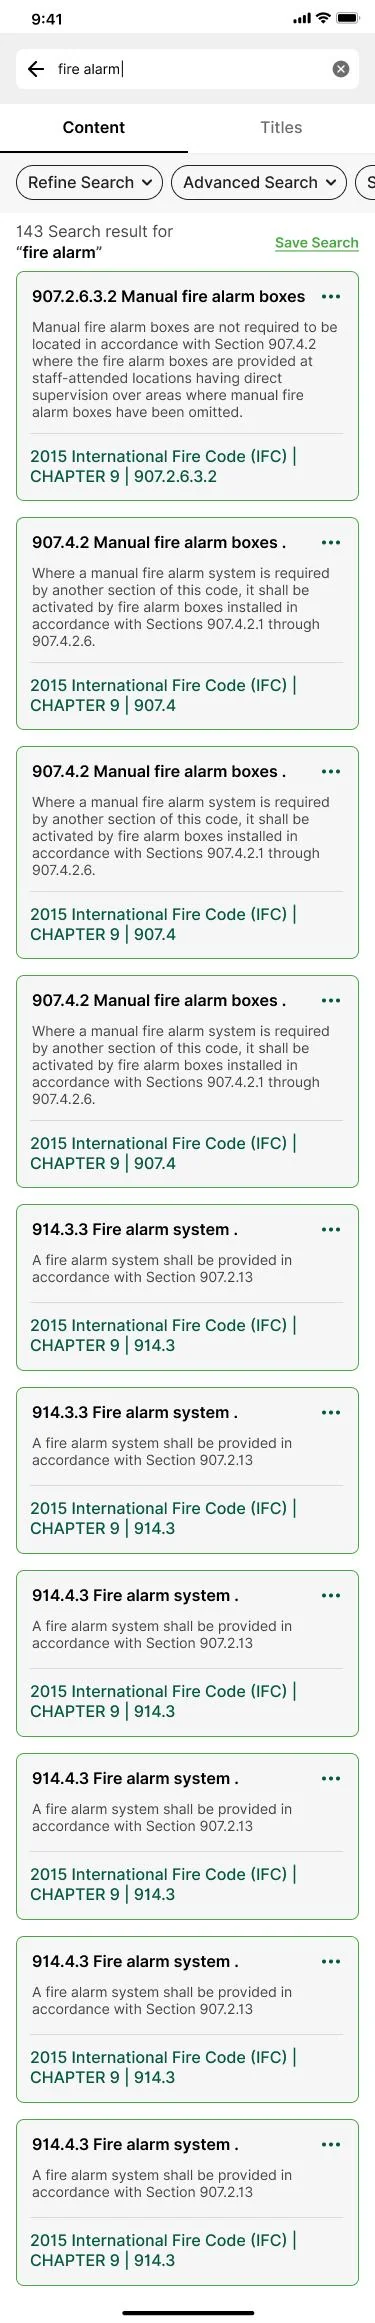 9:41
fire alarm
Content Titles
Refine Search Advanced Search S
143 Search result for
“fire alarm”
Save Search
907.2.6.3.2 Manual fire alarm boxes
Manual fire alarm boxes are not required to be
located in accordance with Section 907.4.2
where the fire alarm boxes are provided at
staff-attended locations having direct
supervision over areas where manual fire
alarm boxes have been omitted.
2015 International Fire Code (IFC) |
CHAPTER 9 | 907.2.6.3.2
907.4.2 Manual fire alarm boxes .
Where a manual fire alarm system is required
by another section of this code, it shall be
activated by fire alarm boxes installed in
accordance with Sections 907.4.2.1 through
907.4.2.6.
2015 International Fire Code (IFC) |
CHAPTER 9 | 907.4
907.4.2 Manual fire alarm boxes .
Where a manual fire alarm system is required
by another section of this code, it shall be
activated by fire alarm boxes installed in
accordance with Sections 907.4.2.1 through
907.4.2.6.
2015 International Fire Code (IFC) |
CHAPTER 9 | 907.4
907.4.2 Manual fire alarm boxes .
Where a manual fire alarm system is required
by another section of this code, it shall be
activated by fire alarm boxes installed in
accordance with Sections 907.4.2.1 through
907.4.2.6.
2015 International Fire Code (IFC) |
CHAPTER 9 | 907.4
914.3.3 Fire alarm system .
A fire alarm system shall be provided in
accordance with Section 907.2.13
2015 International Fire Code (IFC) |
CHAPTER 9 | 914.3
914.3.3 Fire alarm system .
A fire alarm system shall be provided in
accordance with Section 907.2.13
2015 International Fire Code (IFC) |
CHAPTER 9 | 914.3
914.4.3 Fire alarm system .
A fire alarm system shall be provided in
accordance with Section 907.2.13
2015 International Fire Code (IFC) |
CHAPTER 9 | 914.3
914.4.3 Fire alarm system .
A fire alarm system shall be provided in
accordance with Section 907.2.13
2015 International Fire Code (IFC) |
CHAPTER 9 | 914.3
914.4.3 Fire alarm system .
A fire alarm system shall be provided in
accordance with Section 907.2.13
2015 International Fire Code (IFC) |
CHAPTER 9 | 914.3
914.4.3 Fire alarm system .
A fire alarm system shall be provided in
accordance with Section 907.2.13
2015 International Fire Code (IFC) |
CHAPTER 9 | 914.3